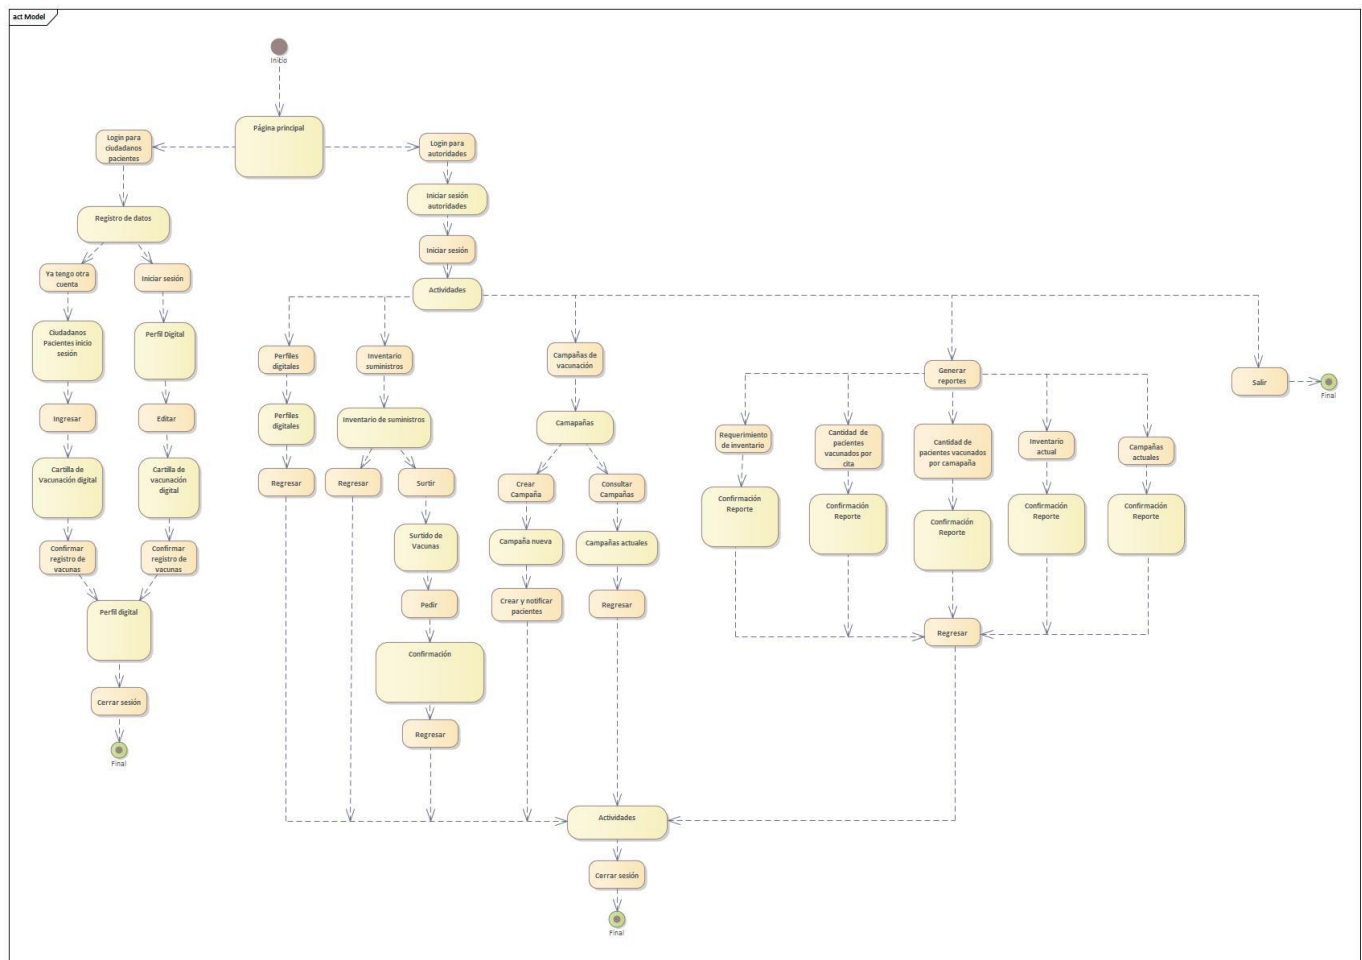 act Model
Inicio
Página principal
Login para
ciudadanos
pacientes
Login para
autoridades
Iniciar sesión
autoridades
Registro de datos
Iniciar sesión
Ya tengo otra
cuenta
Iniciar sesión
Actividades
Ciudadanos
Pacientes inicio
sesión
Perfil Digital
Perfiles
digitales
Inventario
suministros
Campañas de
vacunación
Generar
reportes
Salir
Final
Ingresar
Editar
Perfiles
digitales
Inventario de suministros
Camapañas
Requerimiento
de inventario
Cantidad de
pacientes
vacunados por
cita
Cantidad de
pacientes vacunados
por camapaña
Inventario
actual
Campañas
actuales
Cartilla de
Vacunación digital
Cartilla de
vacunación
digital
Regresar
Regresar
Surtir
Crear
Campaña
Consultar
Campañas
Confirmación
Reporte
Confirmación
Reporte
Confirmación
Reporte
Confirmación
Reporte
Confirmación
Reporte
Confirmar
registro de
vacunas
Confirmar
registro de
vacunas
Surtido de
Vacunas
Campaña nueva
Campañas actuales
Perfil digital
Pedir
Crear y notificar
pacientes
Regresar
Regresar
Confirmación
Cerrar sesión
Regresar
Final
Actividades
Cerrar sesión
Final